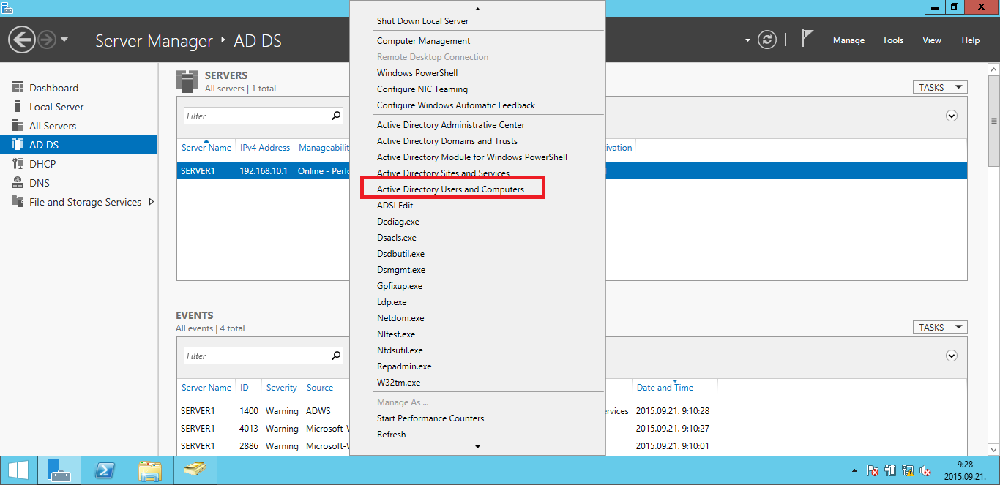 Server Manager ‣ AD DS
Manage Tools View Help
Dashboard
Local Server
All Servers
AD DS
DHCP
DNS
File and Storage Services
SERVERS
All servers | 1 total
TASKS
Filter
Server Name IPv4 Address
SERVER1 192.168.10.1 Online -
EVENTS
All events | 4 total
TASKS
Filter
Server Name ID Severity Source Date and Time
SERVER1 1400 Warning ADWS 2015.09.21. 9:10:28
SERVER1 4013 Warning 2015.09.21. 9:10:27
SERVER1 2886 Warning 2015.09.21. 9:10:01
Shut Down Local Server
Computer Management
Remote Desktop Connection
Windows PowerShell
Configure NIC Teaming
Configure Windows Automatic Feedback
Active Directory Administrative Center
Active Directory Domains and Trusts
Active Directory Module for Windows PowerShell
Active Directory Sites and Services
Active Directory Users and Computers
ADSI Edit
Dcdiag.exe
Dsacls.exe
Dsdbutil.exe
Dsmgmt.exe
Gpfixup.exe
Ldp.exe
Netdom.exe
Nltest.exe
Ntdsutil.exe
Repadmin.exe
W32tm.exe
Manage As ...
Start Performance Counters
Refresh
9:28
2015.09.21.